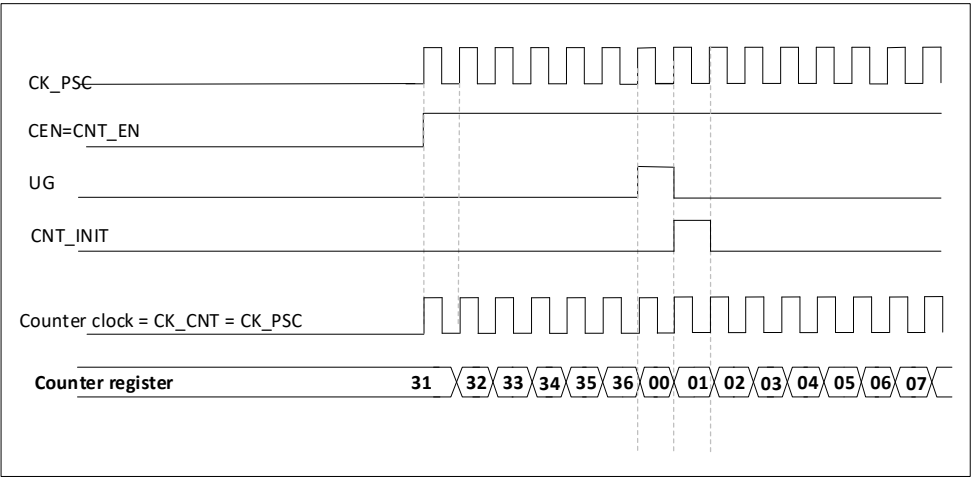 CK_PSC
CEN=CNT_EN
UG
CNT_INIT
Counter clock = CK_CNT = CK_PSC
Counter register 31 32 33 34 35 36 00 01 02 03 04 05 06 07